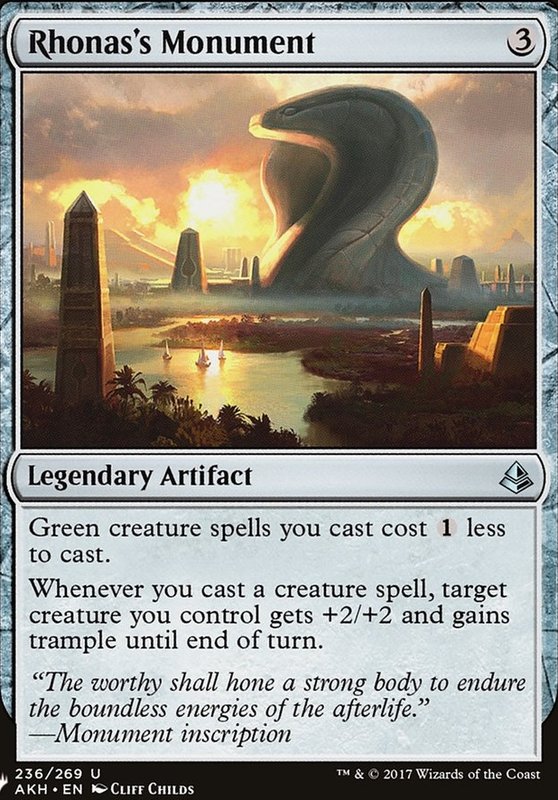 Rhonas's Monument 3
Legendary Artifact
Green creature spells you cast cost 1 less
to cast.
Whenever you cast a creature spell, target
creature you control gets +2/+2 and gains
trample until end of turn.
“The worthy shall hone a strong body to endure
the boundless energies of the afterlife.”
—Monument inscription
236/269 U
AKH • EN Cliff Childs
™ & © 2017 Wizards of the Coast